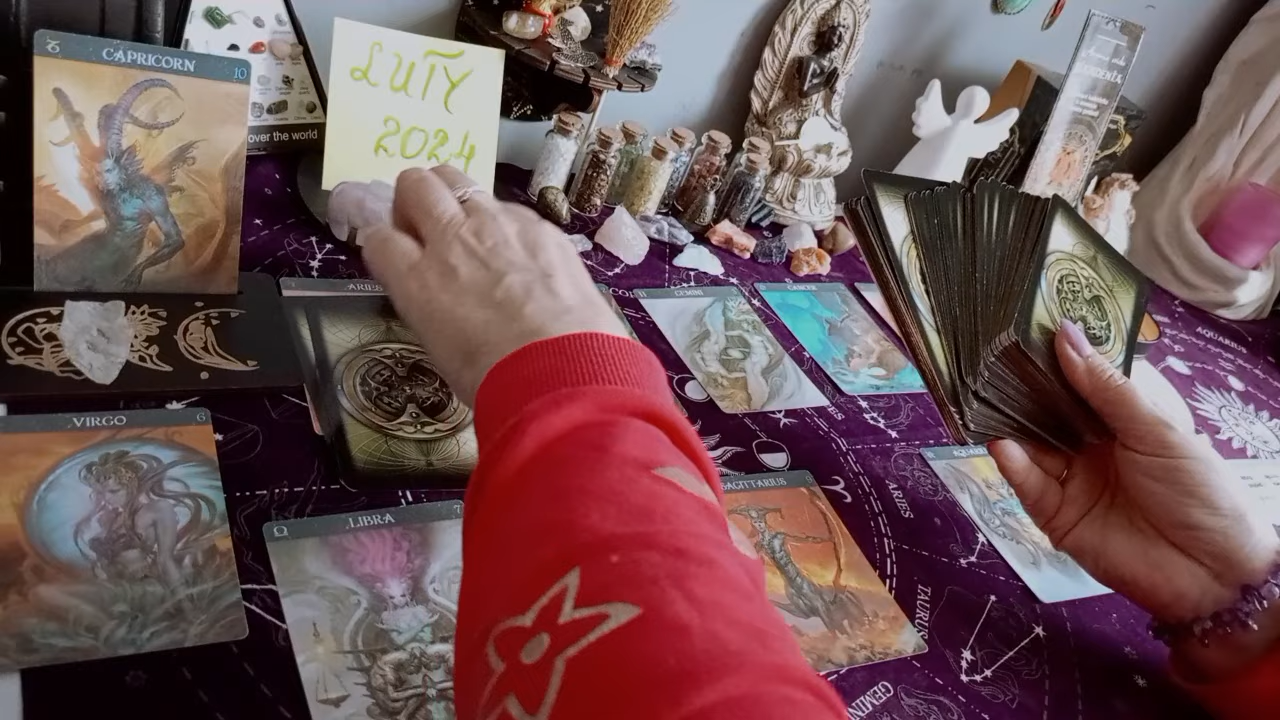 CAPRICORN 10
LUTY
2024
over the world
ARIES
II GEMINI
CANCER
AQUARIUS
VIRGO 6
LIBRA 7
SAGITTARIUS
ARIES
TAURUS
GEMINI